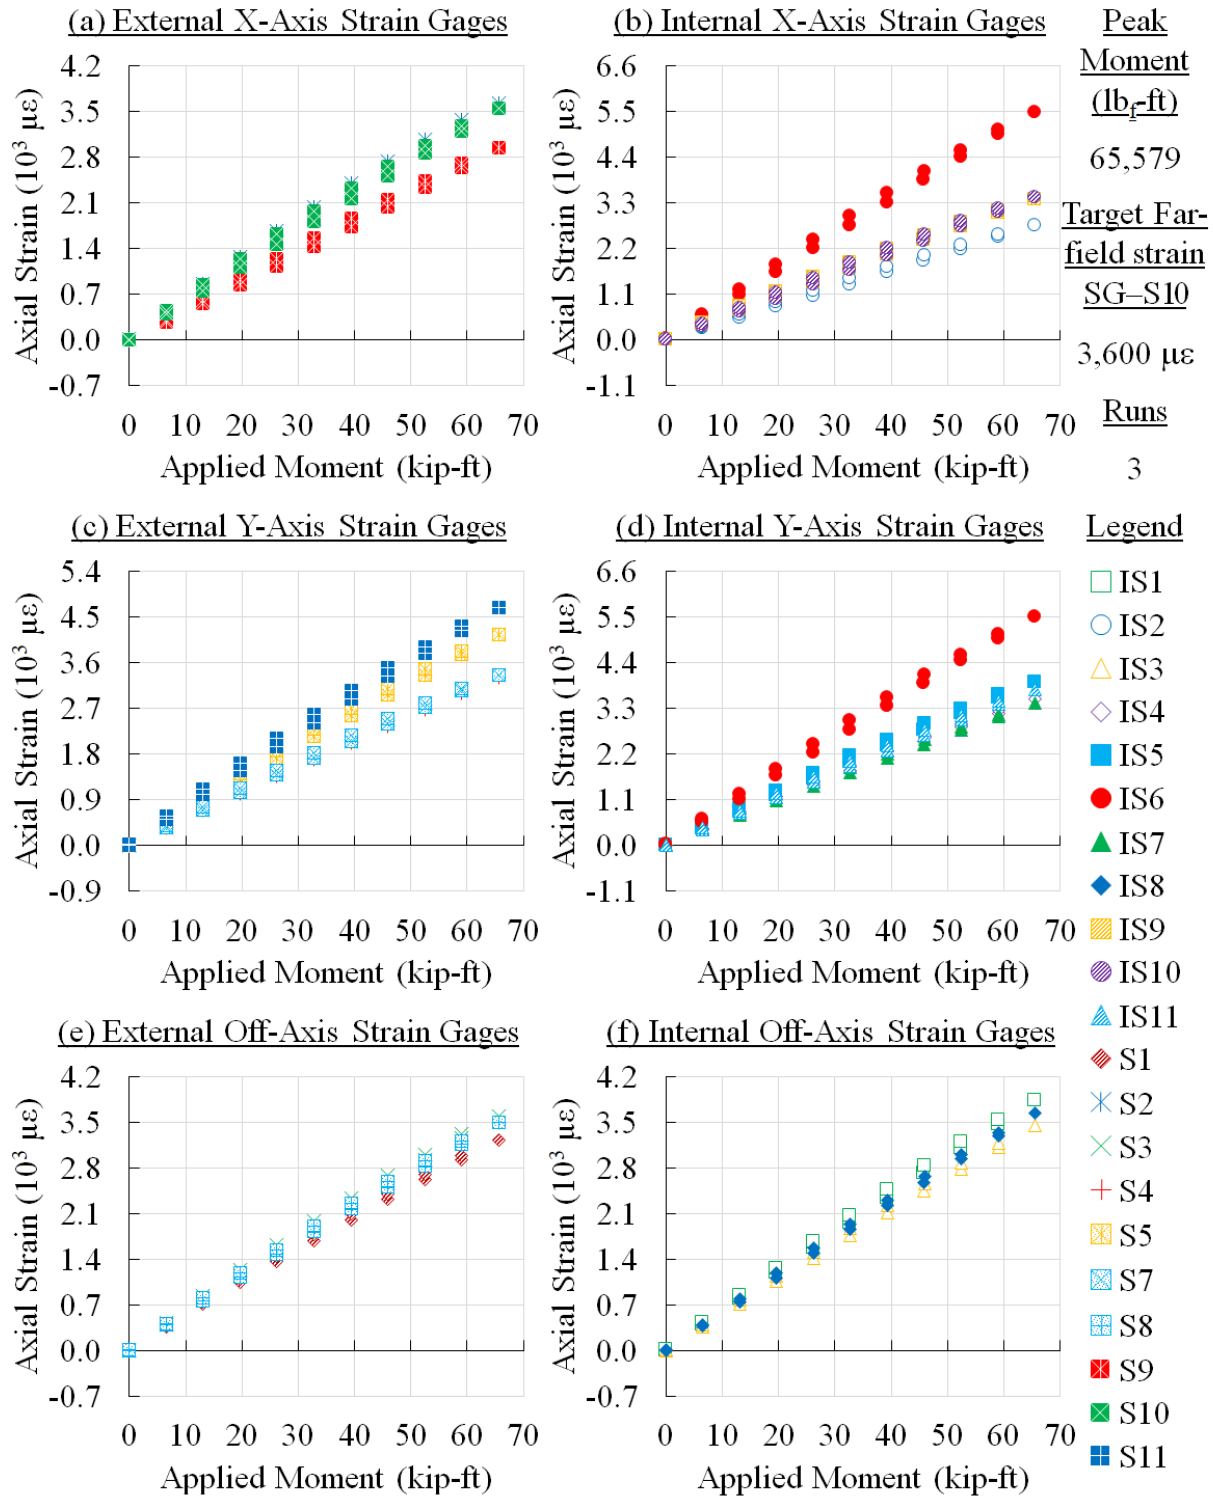 (a) External X-Axis Strain Gages
4.2
3.5
2.8
2.1
1.4
0.7
0.0
-0.7
Axial Strain (10³ µε)
0 10 20 30 40 50 60 70
Applied Moment (kip-ft)
(b) Internal X-Axis Strain Gages
6.6
5.5
4.4
3.3
2.2
1.1
0.0
-1.1
Axial Strain (10³ µε)
0 10 20 30 40 50 60 70
Applied Moment (kip-ft)
Peak
Moment
(lbf-ft)
65,579
Target Far-
field strain
SG–S10
3,600 µε
Runs
3
(c) External Y-Axis Strain Gages
5.4
4.5
3.6
2.7
1.8
0.9
0.0
-0.9
Axial Strain (10³ µε)
0 10 20 30 40 50 60 70
Applied Moment (kip-ft)
(d) Internal Y-Axis Strain Gages
6.6
5.5
4.4
3.3
2.2
1.1
0.0
-1.1
Axial Strain (10³ µε)
0 10 20 30 40 50 60 70
Applied Moment (kip-ft)
(e) External Off-Axis Strain Gages
4.2
3.5
2.8
2.1
1.4
0.7
0.0
-0.7
Axial Strain (10³ µε)
0 10 20 30 40 50 60 70
Applied Moment (kip-ft)
(f) Internal Off-Axis Strain Gages
4.2
3.5
2.8
2.1
1.4
0.7
0.0
-0.7
Axial Strain (10³ µε)
0 10 20 30 40 50 60 70
Applied Moment (kip-ft)
Legend
IS1
IS2
IS3
IS4
IS5
IS6
IS7
IS8
IS9
IS10
IS11
S1
S2
S3
S4
S5
S7
S8
S9
S10
S11